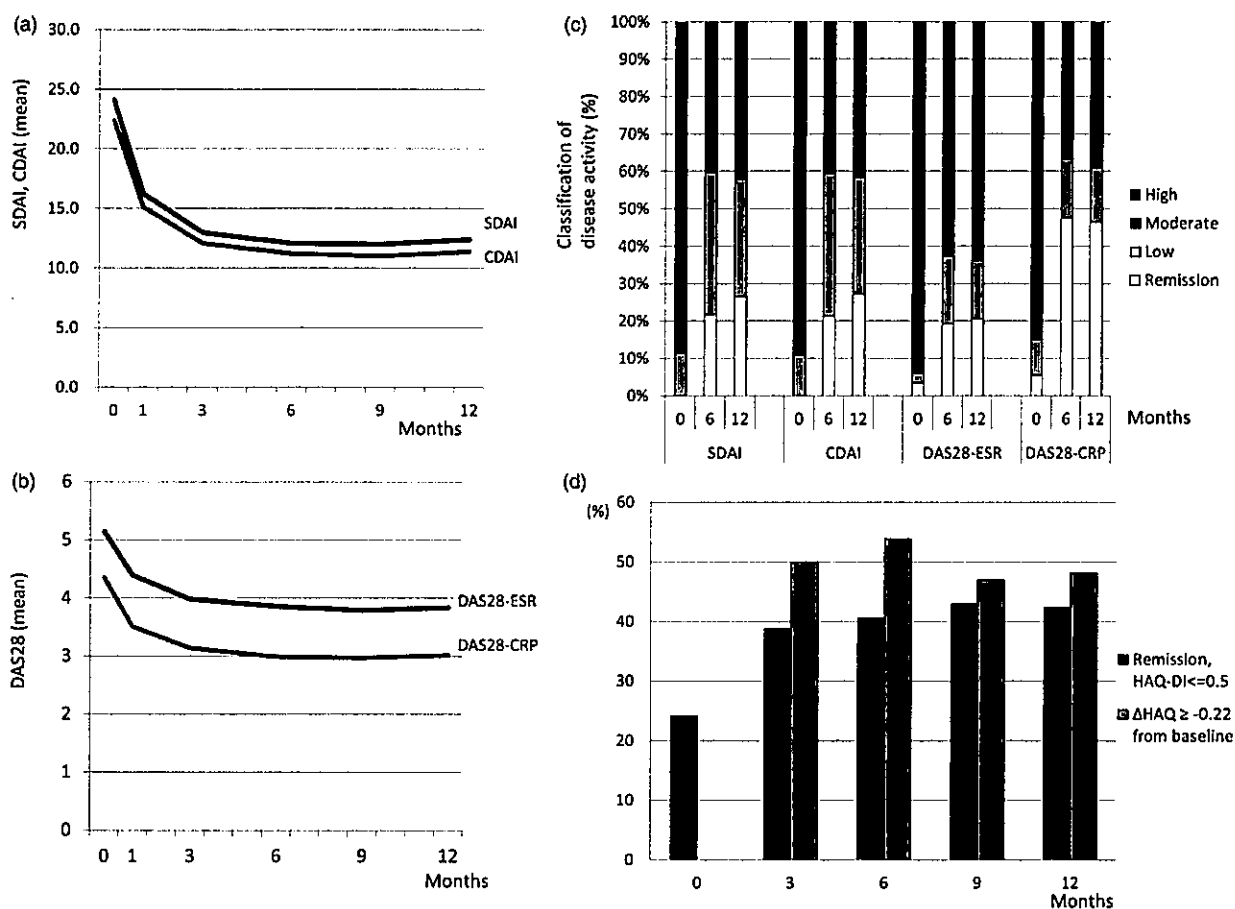 (a)
30.0
25.0
20.0
15.0
10.0
5.0
0.0
SDAI, CDAI (mean)
SDAI
CDAI
0 1 3 6 9 12
Months
(b)
6
5
4
3
2
1
0
DAS28 (mean)
DAS28-ESR
DAS28-CRP
0 1 3 6 9 12
Months
(c)
100%
90%
80%
70%
60%
50%
40%
30%
20%
10%
0%
Classification of
disease activity (%)
High
Moderate
Low
Remission
0 6 12 0 6 12 0 6 12 0 6 12 Months
SDAI CDAI DAS28-ESR DAS28-CRP
(d)
(%)
60
50
40
30
20
10
0
Remission,
HAQ-DI<=0.5
ΔHAQ ≥ -0.22
from baseline
0 3 6 9 12
Months